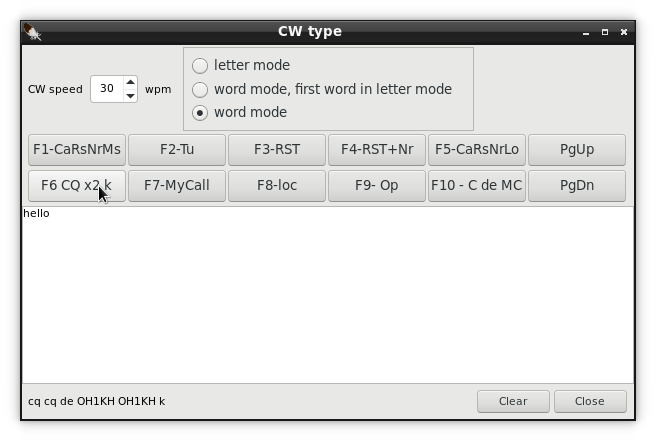 CW type
CW speed 30 wpm
letter mode
word mode, first word in letter mode
word mode
F1-CaRsNrMs F2-Tu F3-RST F4-RST+Nr F5-CaRsNrLo PgUp
F6 CQ x2 k F7-MyCall F8-loc F9- Op F10 - C de MC PgDn
hello
cq cq de OH1KH OH1KH k Clear Close